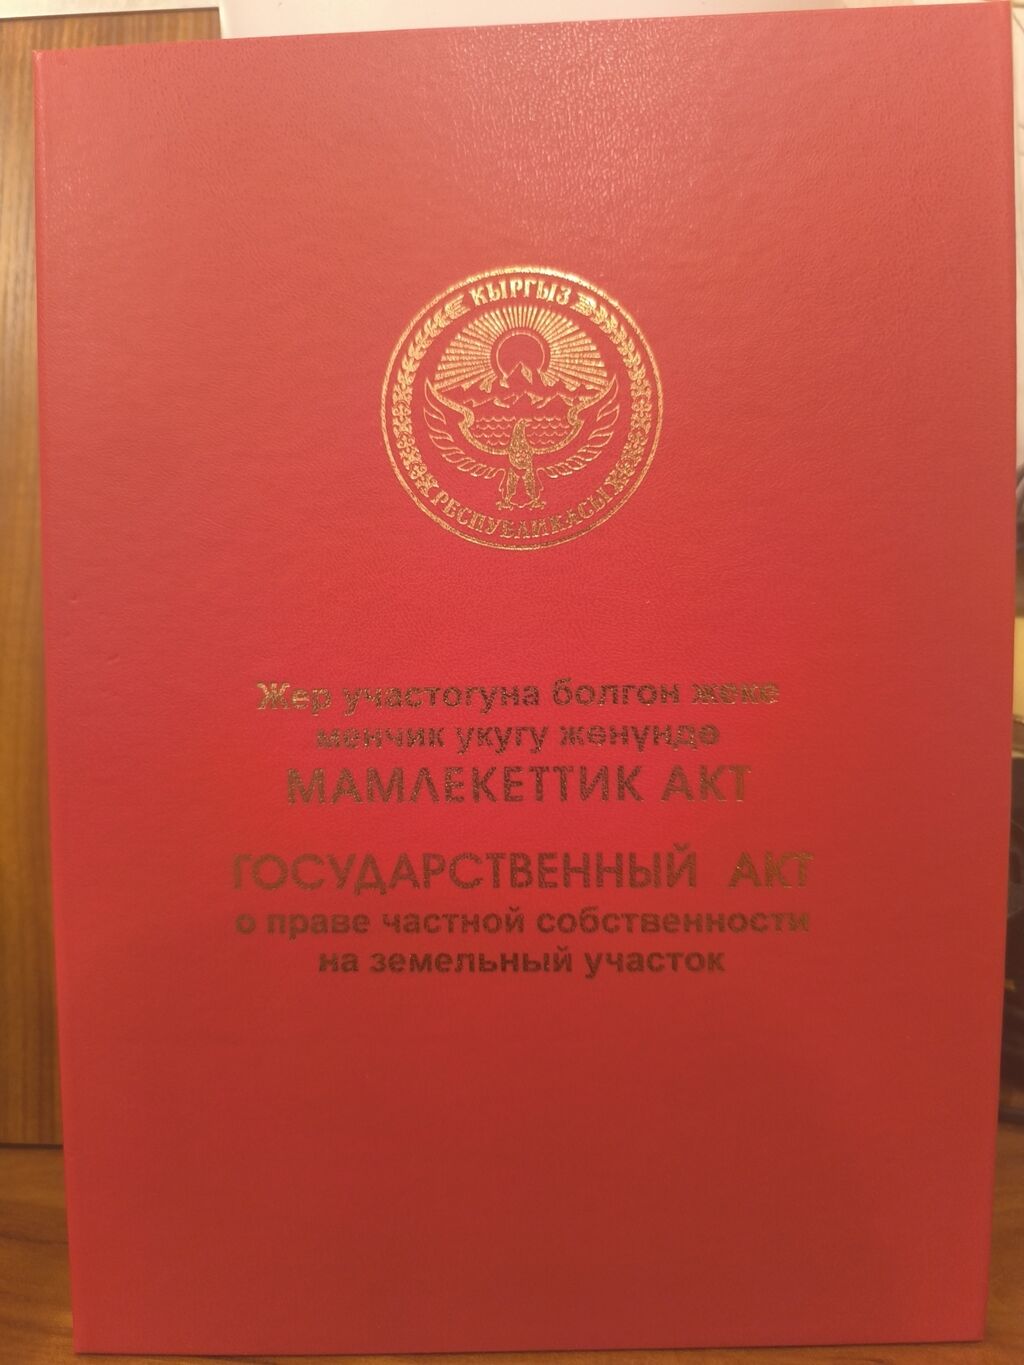 КЫРГЫЗ
РЕСПУБЛИКАСЫ
Жер участогуна болгон жеке
менчик укугу жөнүндө
МАМЛЕКЕТТИК АКТ
ГОСУДАРСТВЕННЫЙ АКТ
о праве частной собственности
на земельный участок